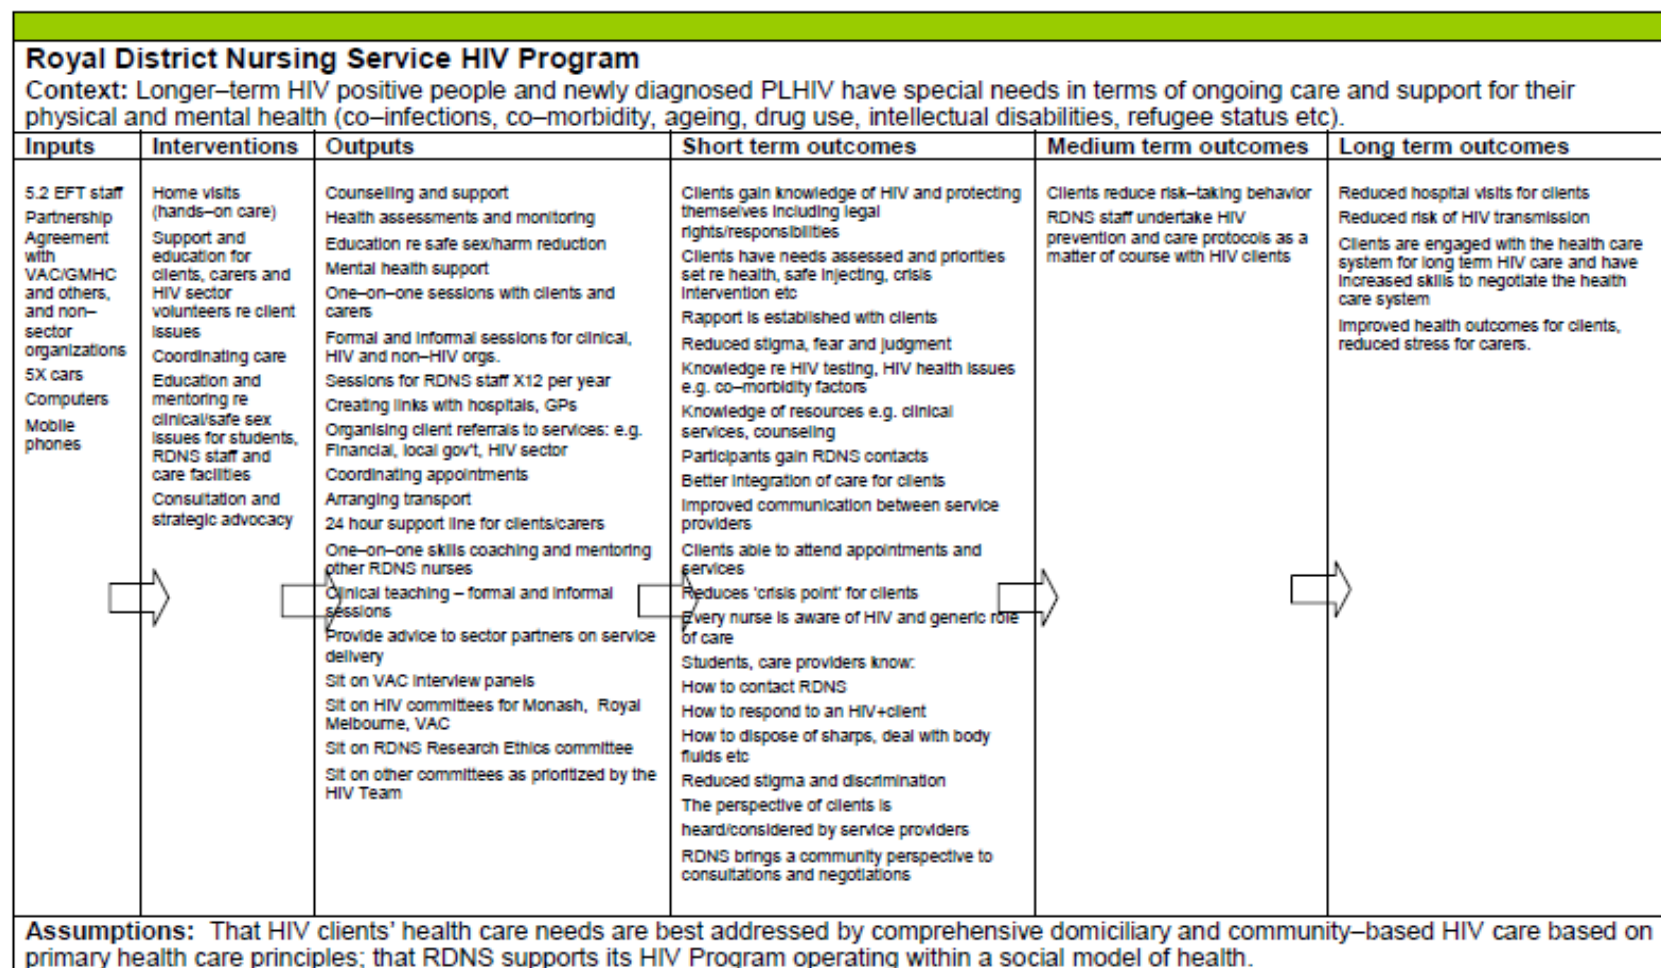 Royal District Nursing Service HIV Program
Context: Longer–term HIV positive people and newly diagnosed PLHIV have special needs in terms of ongoing care and support for their
physical and mental health (co–infections, co–morbidity, ageing, drug use, intellectual disabilities, refugee status etc).
Inputs
5.2 EFT staff
Partnership
Agreement
with
VAC/GMHC
and others,
and non–
sector
organizations
5X cars
Computers
Mobile
phones
Interventions
Home visits
(hands–on care)
Support and
education for
clients, carers and
HIV sector
volunteers re client
issues
Coordinating care
Education and
mentoring re
clinical/safe sex
issues for students,
RDNS staff and
care facilities
Consultation and
strategic advocacy
Outputs
Counselling and support
Health assessments and monitoring
Education re safe sex/harm reduction
Mental health support
One–on–one sessions with clients and
carers
Formal and informal sessions for clinical,
HIV and non–HIV orgs.
Sessions for RDNS staff X12 per year
Creating links with hospitals, GPs
Organising client referrals to services: e.g.
Financial, local gov't, HIV sector
Coordinating appointments
Arranging transport
24 hour support line for clients/carers
One–on–one skills coaching and mentoring
other RDNS nurses
Clinical teaching – formal and informal
sessions
Provide advice to sector partners on service
delivery
Sit on VAC interview panels
Sit on HIV committees for Monash, Royal
Melbourne, VAC
Sit on RDNS Research Ethics committee
Sit on other committees as prioritized by the
HIV Team
Short term outcomes
Clients gain knowledge of HIV and protecting
themselves including legal
rights/responsibilities
Clients have needs assessed and priorities
set re health, safe injecting, crisis
intervention etc
Rapport is established with clients
Reduced stigma, fear and judgment
Knowledge re HIV testing, HIV health issues
e.g. co–morbidity factors
Knowledge of resources e.g. clinical
services, counseling
Participants gain RDNS contacts
Better integration of care for clients
Improved communication between service
providers
Clients able to attend appointments and
services
Reduces 'crisis point' for clients
Every nurse is aware of HIV and generic role
of care
Students, care providers know:
How to contact RDNS
How to respond to an HIV+client
How to dispose of sharps, deal with body
fluids etc
Reduced stigma and discrimination
The perspective of clients is
heard/considered by service providers
RDNS brings a community perspective to
consultations and negotiations
Medium term outcomes
Clients reduce risk–taking behavior
RDNS staff undertake HIV
prevention and care protocols as a
matter of course with HIV clients
Long term outcomes
Reduced hospital visits for clients
Reduced risk of HIV transmission
Clients are engaged with the health care
system for long term HIV care and have
increased skills to negotiate the health
care system
Improved health outcomes for clients,
reduced stress for carers.
Assumptions: That HIV clients' health care needs are best addressed by comprehensive domiciliary and community–based HIV care based on
primary health care principles; that RDNS supports its HIV Program operating within a social model of health.